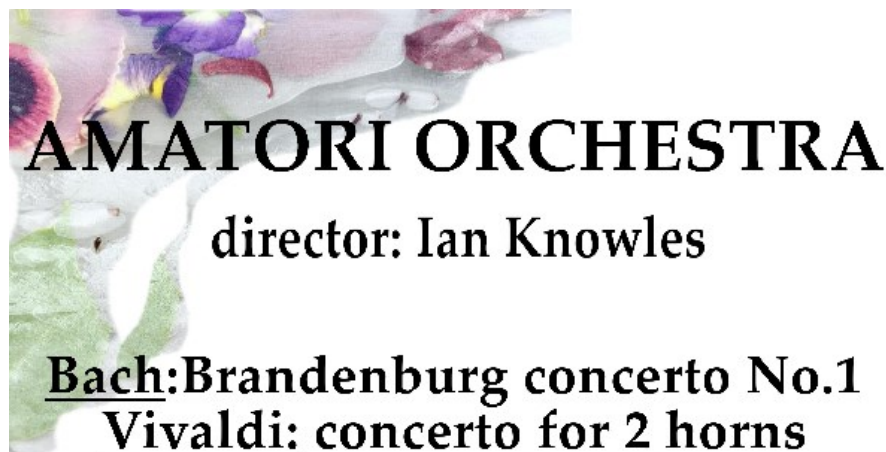 AMATORI ORCHESTRA
director: Ian Knowles
Bach:Brandenburg concerto No.1
Vivaldi: concerto for 2 horns